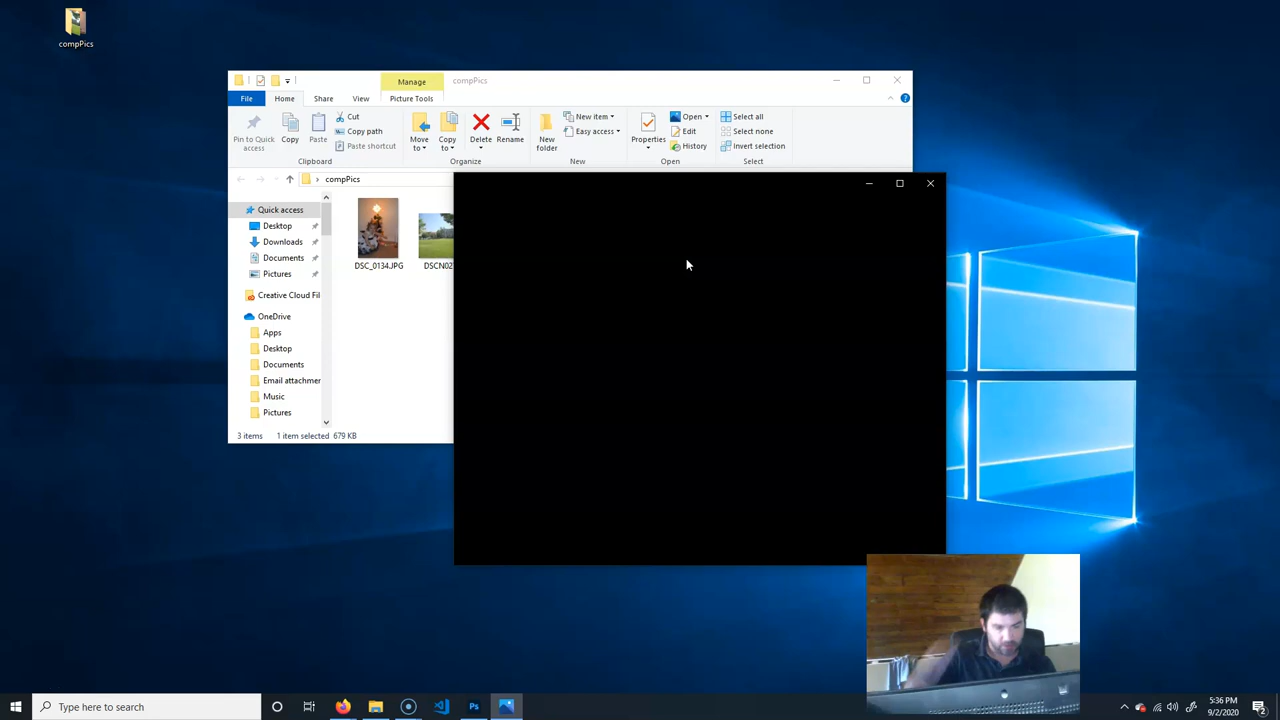 compPics
Manage
compPics
File
Home
Share
View
Picture Tools
Pin to Quick access
Copy
Paste
Cut
Copy path
Paste shortcut
Clipboard
Move to
Copy to
Delete
Rename
Organize
New folder
New item
Easy access
New
Properties
Open
Edit
History
Open
Select all
Select none
Invert selection
Select
compPics
Quick access
Desktop
Downloads
Documents
Pictures
Creative Cloud Fil
OneDrive
Apps
Desktop
Documents
Email attachmer
Music
Pictures
DSC_0134.JPG
DSCN02
3 items
1 item selected 679 KB
Type here to search
Ps
5:36 PM
9/2/2020
2